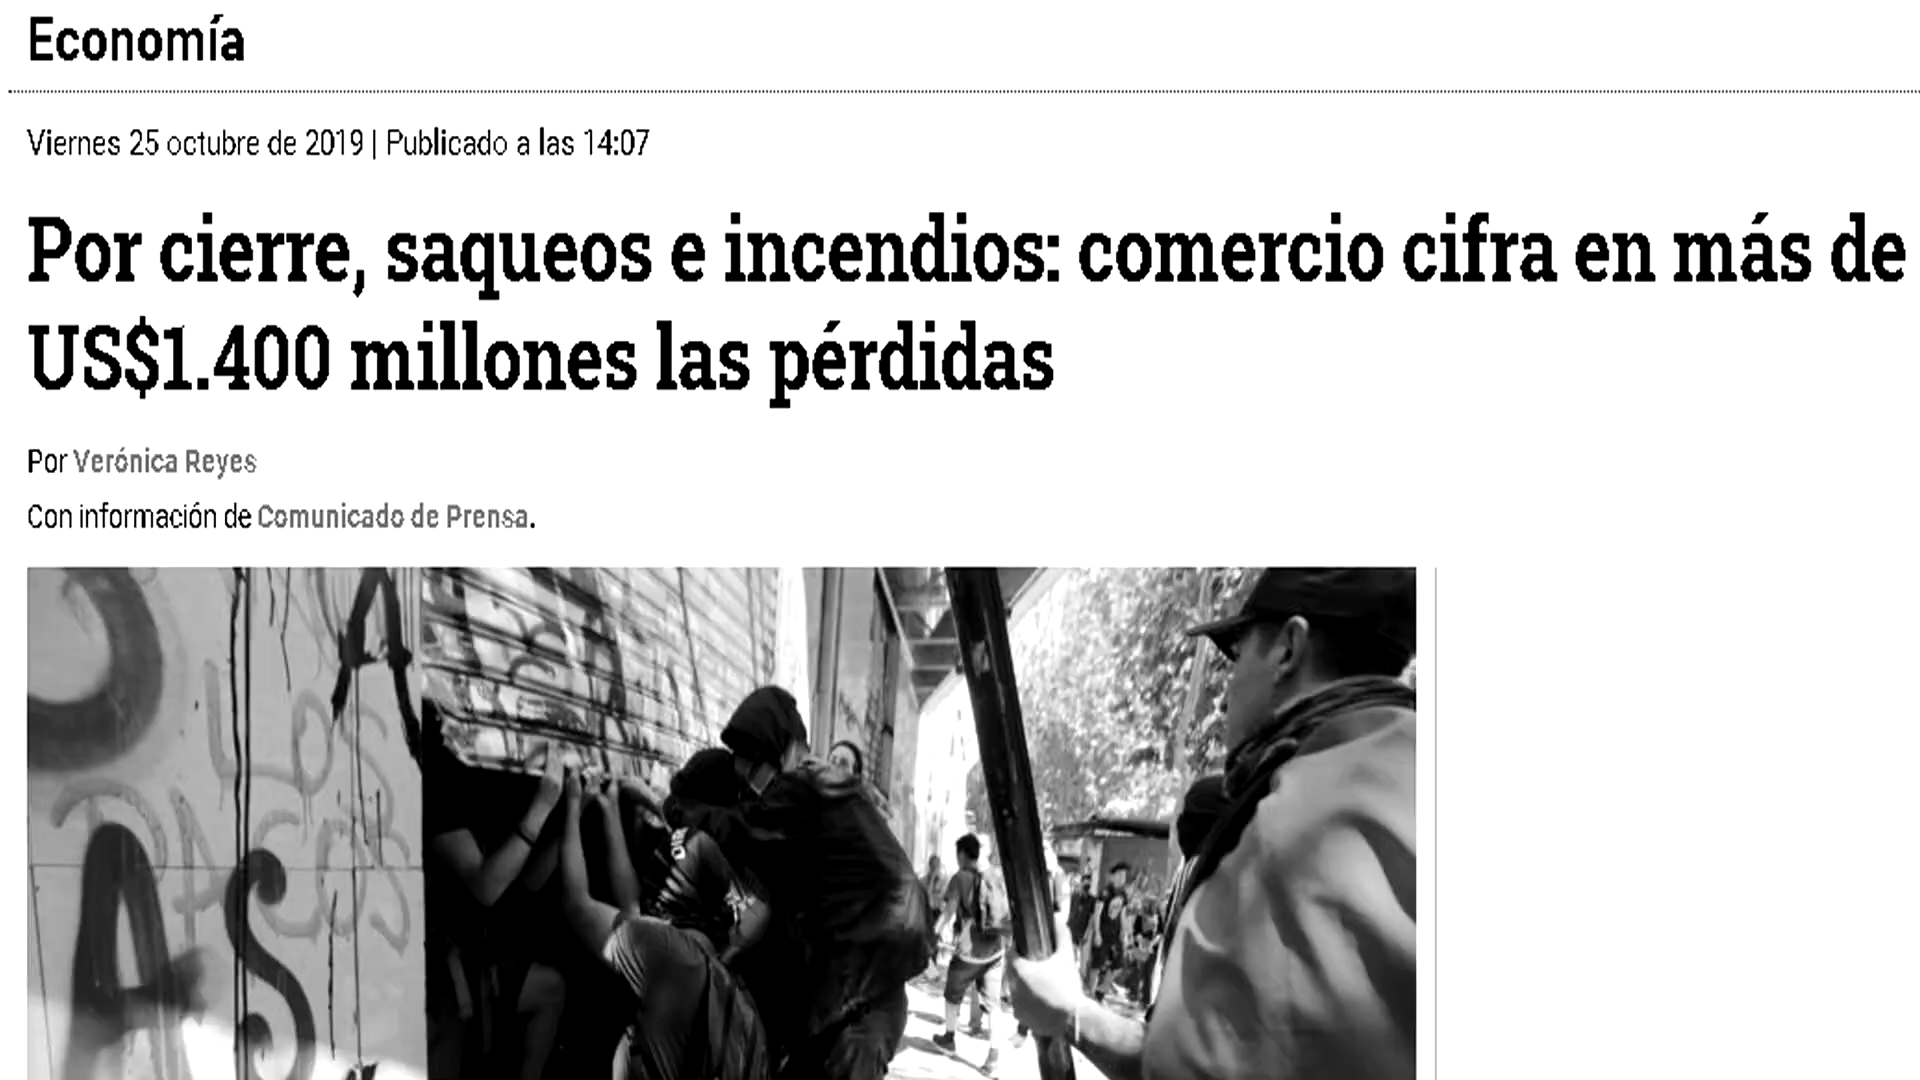 Economía
Viernes 25 octubre de 2019 | Publicado a las 14:07
Por cierre, saqueos e incendios: comercio cifra en más de
US$1.400 millones las pérdidas
Por Verónica Reyes
Con información de Comunicado de Prensa.